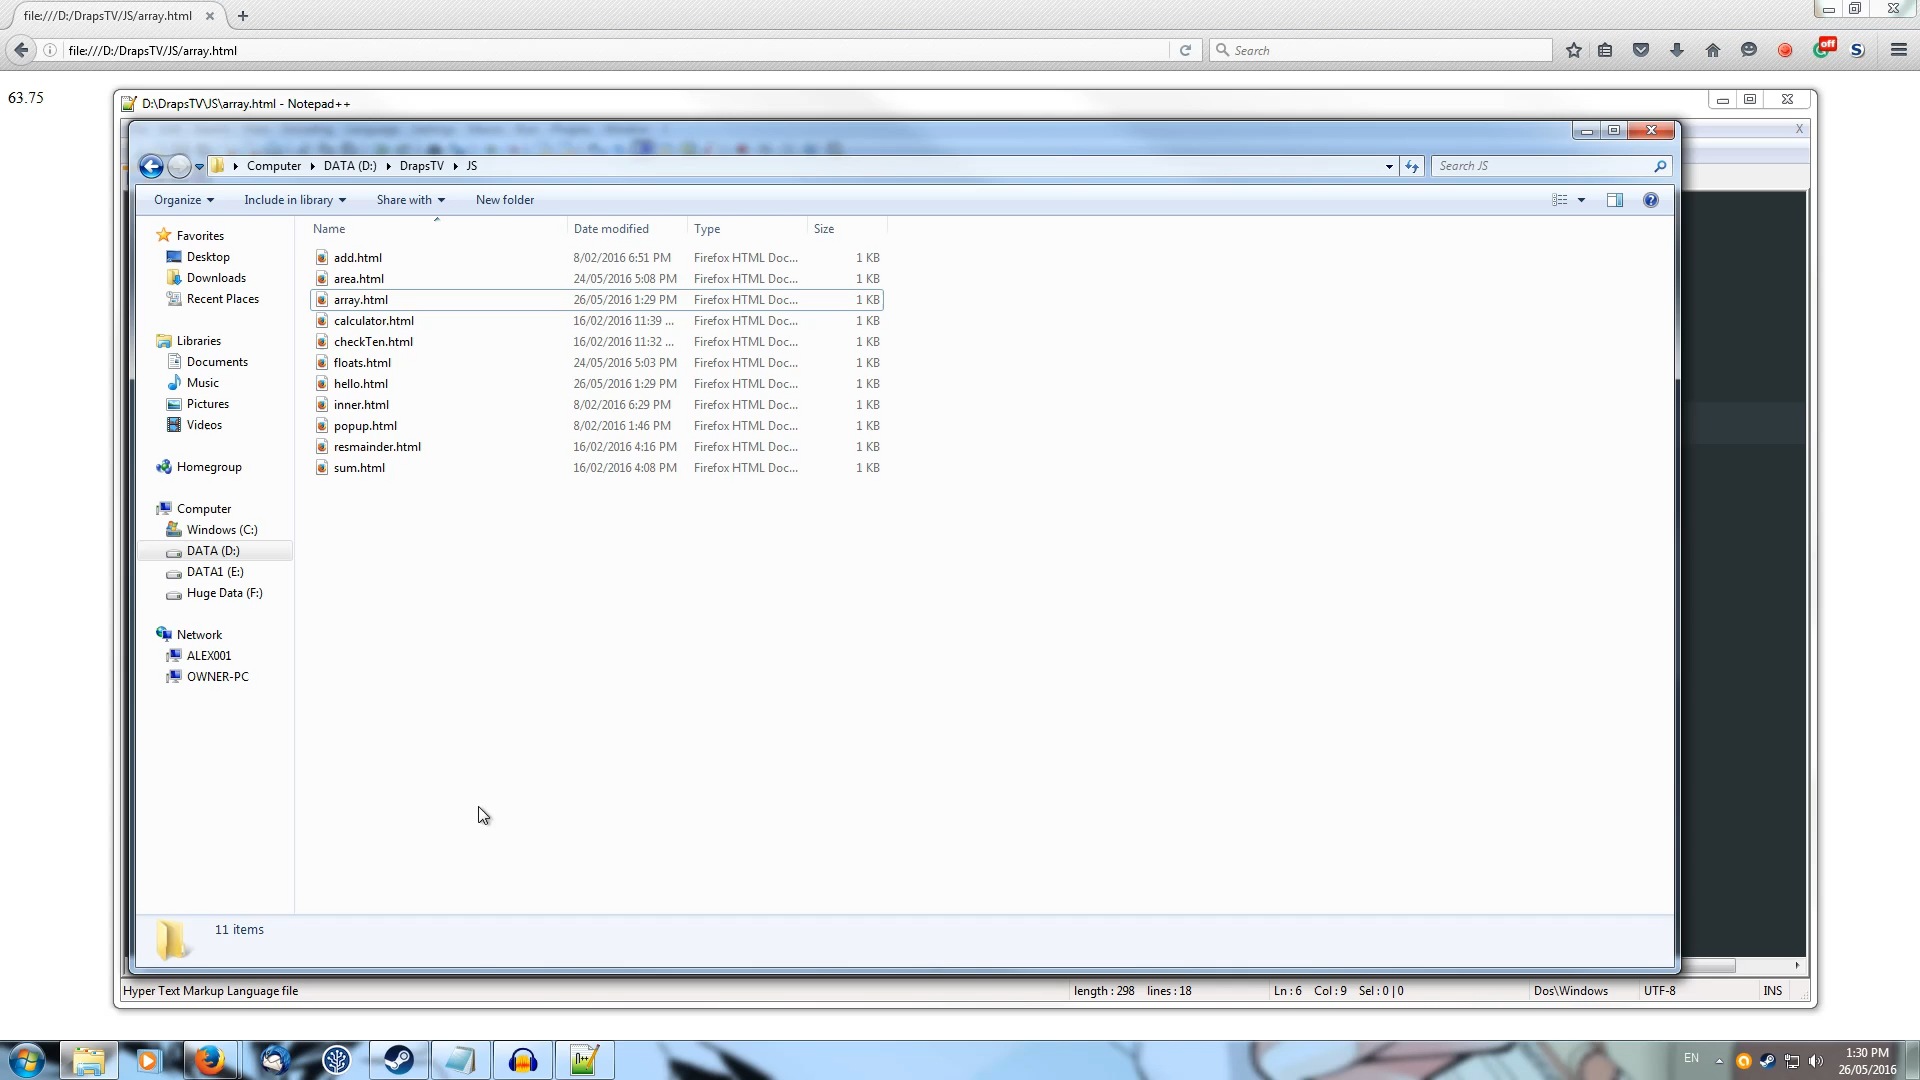 file:///D:/DrapsTV/JS/array.html
file:///D:/DrapsTV/JS/array.html
Search
off
S
63.75
D:\DrapsTV\JS\array.html - Notepad++
X
Computer DATA (D:) DrapsTV JS
Search JS
Organize Include in library Share with New folder
Name Date modified Type Size
add.html 8/02/2016 6:51 PM Firefox HTML Doc... 1 KB
area.html 24/05/2016 5:08 PM Firefox HTML Doc... 1 KB
array.html 26/05/2016 1:29 PM Firefox HTML Doc... 1 KB
calculator.html 16/02/2016 11:39 ... Firefox HTML Doc... 1 KB
checkTen.html 16/02/2016 11:32 ... Firefox HTML Doc... 1 KB
floats.html 24/05/2016 5:03 PM Firefox HTML Doc... 1 KB
hello.html 26/05/2016 1:29 PM Firefox HTML Doc... 1 KB
inner.html 8/02/2016 6:29 PM Firefox HTML Doc... 1 KB
popup.html 8/02/2016 1:46 PM Firefox HTML Doc... 1 KB
resmainder.html 16/02/2016 4:16 PM Firefox HTML Doc... 1 KB
sum.html 16/02/2016 4:08 PM Firefox HTML Doc... 1 KB
Favorites
Desktop
Downloads
Recent Places
Libraries
Documents
Music
Pictures
Videos
Homegroup
Computer
Windows (C:)
DATA (D:)
DATA1 (E:)
Huge Data (F:)
Network
ALEX001
OWNER-PC
11 items
Hyper Text Markup Language file length : 298 lines : 18 Ln : 6 Col : 9 Sel : 0 | 0 Dos\Windows UTF-8 INS
EN
1:30 PM
26/05/2016